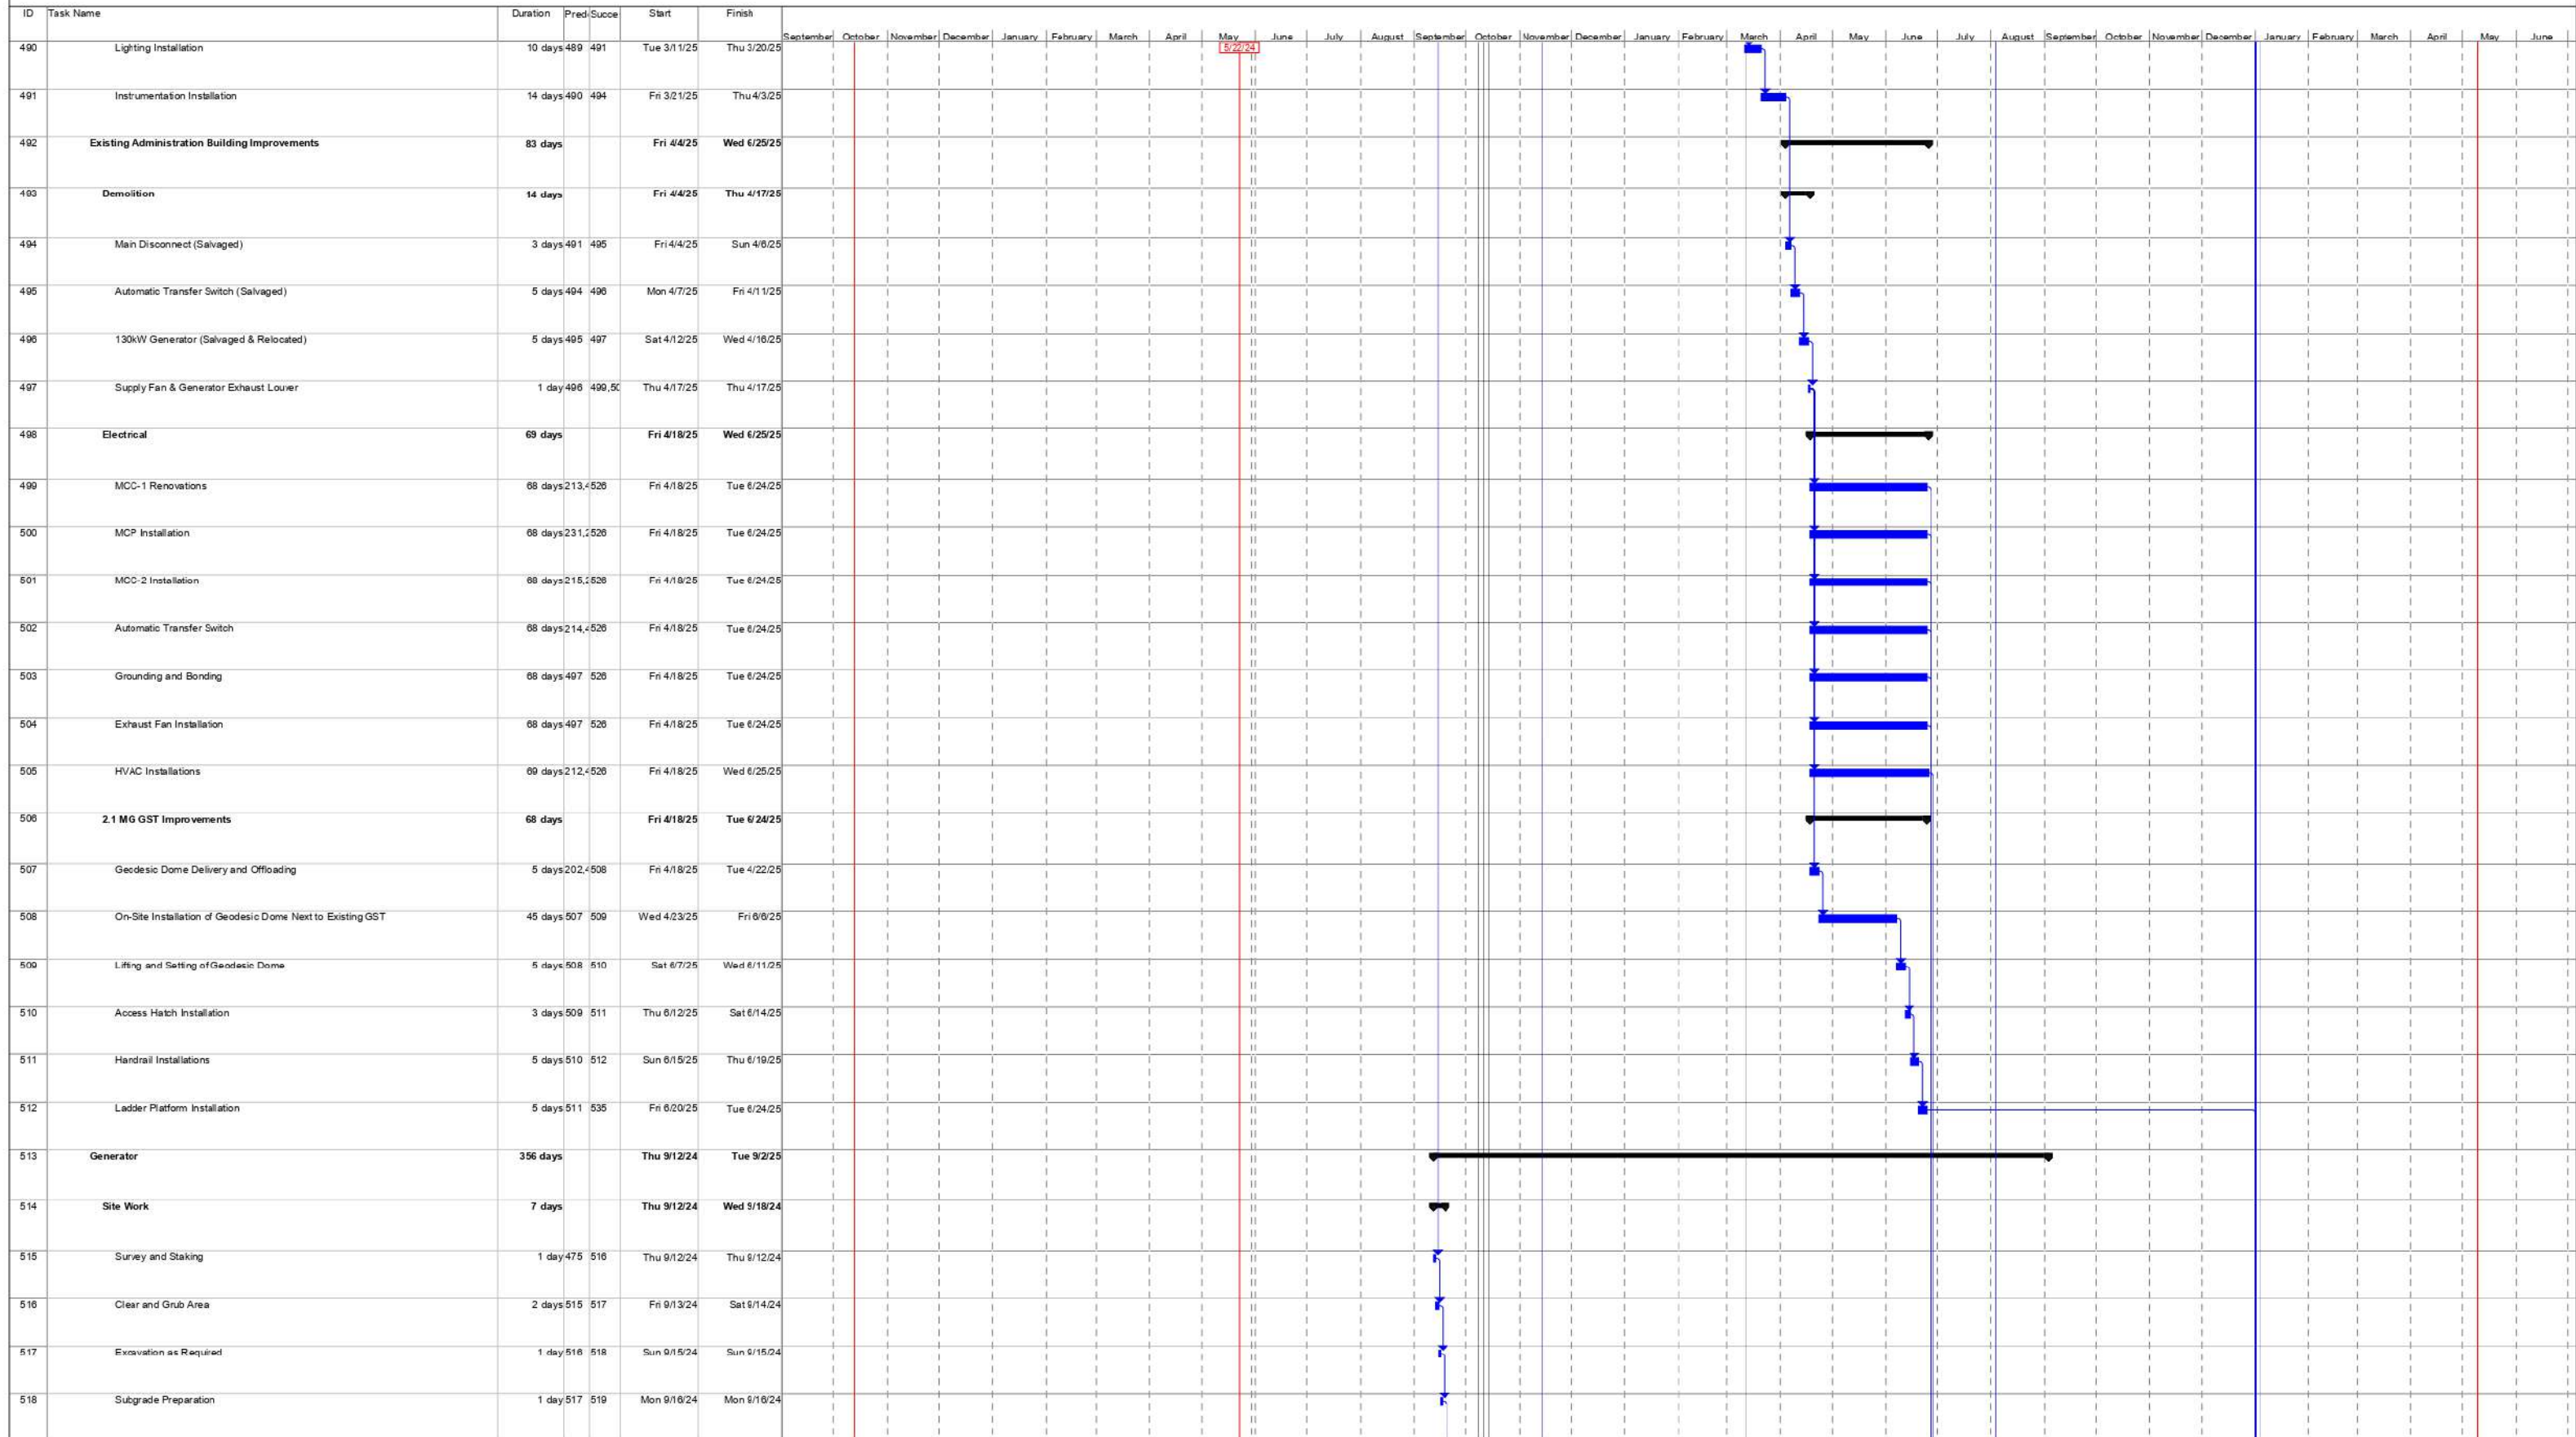 ID Task Name Duration Pred Succe Start Finish
September October November December January February March April May June July August September October November December January February March April May June July August September October November December January February March April May June
5/22/24
490 Lighting Installation 10 days 489 491 Tue 3/11/25 Thu 3/20/25
491 Instrumentation Installation 14 days 490 494 Fri 3/21/25 Thu 4/3/25
492 Existing Administration Building Improvements 83 days Fri 4/4/25 Wed 6/25/25
493 Demolition 14 days Fri 4/4/25 Thu 4/17/25
494 Main Disconnect (Salvaged) 3 days 491 495 Fri 4/4/25 Sun 4/6/25
495 Automatic Transfer Switch (Salvaged) 5 days 494 496 Mon 4/7/25 Fri 4/11/25
496 130kW Generator (Salvaged & Relocated) 5 days 495 497 Sat 4/12/25 Wed 4/16/25
497 Supply Fan & Generator Exhaust Louver 1 day 496 499,50 Thu 4/17/25 Thu 4/17/25
498 Electrical 69 days Fri 4/18/25 Wed 6/25/25
499 MCC-1 Renovations 68 days 213,4 526 Fri 4/18/25 Tue 6/24/25
500 MCP Installation 68 days 231,2 526 Fri 4/18/25 Tue 6/24/25
501 MCC-2 Installation 68 days 215,2 526 Fri 4/18/25 Tue 6/24/25
502 Automatic Transfer Switch 68 days 214,4 526 Fri 4/18/25 Tue 6/24/25
503 Grounding and Bonding 68 days 497 526 Fri 4/18/25 Tue 6/24/25
504 Exhaust Fan Installation 68 days 497 526 Fri 4/18/25 Tue 6/24/25
505 HVAC Installations 69 days 212,4 526 Fri 4/18/25 Wed 6/25/25
506 2.1 MG GST Improvements 68 days Fri 4/18/25 Tue 6/24/25
507 Geodesic Dome Delivery and Offloading 5 days 202,4 508 Fri 4/18/25 Tue 4/22/25
508 On-Site Installation of Geodesic Dome Next to Existing GST 45 days 507 509 Wed 4/23/25 Fri 6/6/25
509 Lifting and Setting of Geodesic Dome 5 days 508 510 Sat 6/7/25 Wed 6/11/25
510 Access Hatch Installation 3 days 509 511 Thu 6/12/25 Sat 6/14/25
511 Handrail Installations 5 days 510 512 Sun 6/15/25 Thu 6/19/25
512 Ladder Platform Installation 5 days 511 535 Fri 6/20/25 Tue 6/24/25
513 Generator 356 days Thu 9/12/24 Tue 9/2/25
514 Site Work 7 days Thu 9/12/24 Wed 9/18/24
515 Survey and Staking 1 day 475 516 Thu 9/12/24 Thu 9/12/24
516 Clear and Grub Area 2 days 515 517 Fri 9/13/24 Sat 9/14/24
517 Excavation as Required 1 day 516 518 Sun 9/15/24 Sun 9/15/24
518 Subgrade Preparation 1 day 517 519 Mon 9/16/24 Mon 9/16/24